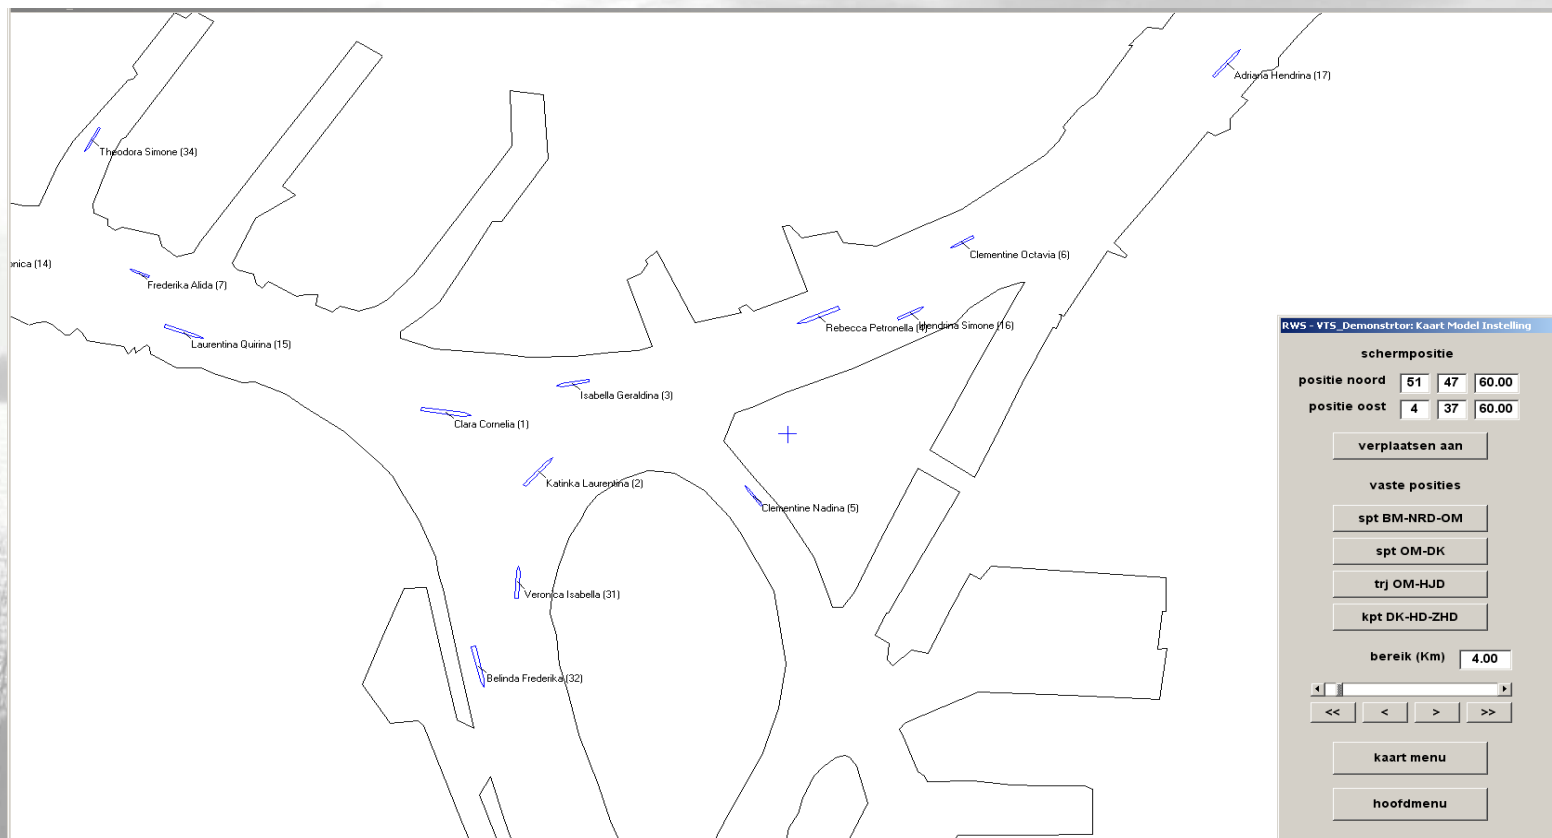 Adriana Hendrina (17)
Theodora Simone (34)
Clementine Octavia (6)
onica (14)
Frederika Alida (7)
Rebecca Petronella
Hendrina Simone (16)
Laurentina Quirina (15)
Isabella Geraldina (3)
Clara Cornelia (1)
Katinka Laurentina (2)
Clementine Nadina (5)
Veronica Isabella (31)
Belinda Frederika (32)
RWS - VTS_Demonstrtor: Kaart Model Instelling
schermpositie
positie noord 51 47 60.00
positie oost 4 37 60.00
verplaatsen aan
vaste posities
spt BM-NRD-OM
spt OM-DK
trj OM-HJD
kpt DK-HD-ZHD
bereik (Km) 4.00
<< < > >>
kaart menu
hoofdmenu